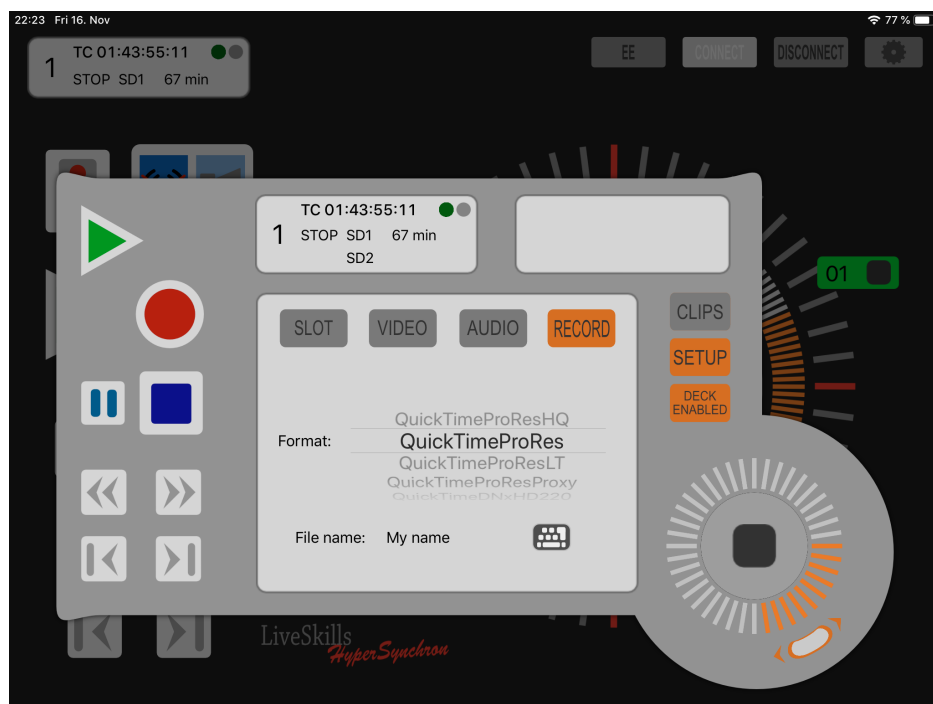 22:23 Fri 16. Nov
77 %
TC 01:43:55:11
1
STOP SD1 67 min
EE
CONNECT
DISCONNECT
TC 01:43:55:11
1 STOP SD1 67 min
SD2
01
SLOT VIDEO AUDIO RECORD
CLIPS
SETUP
DECK
ENABLED
QuickTimeProResHQ
Format: QuickTimeProRes
QuickTimeProResLT
QuickTimeProResProxy
QuickTimeDNxHD220
File name: My name
LiveSkills
HyperSynchron